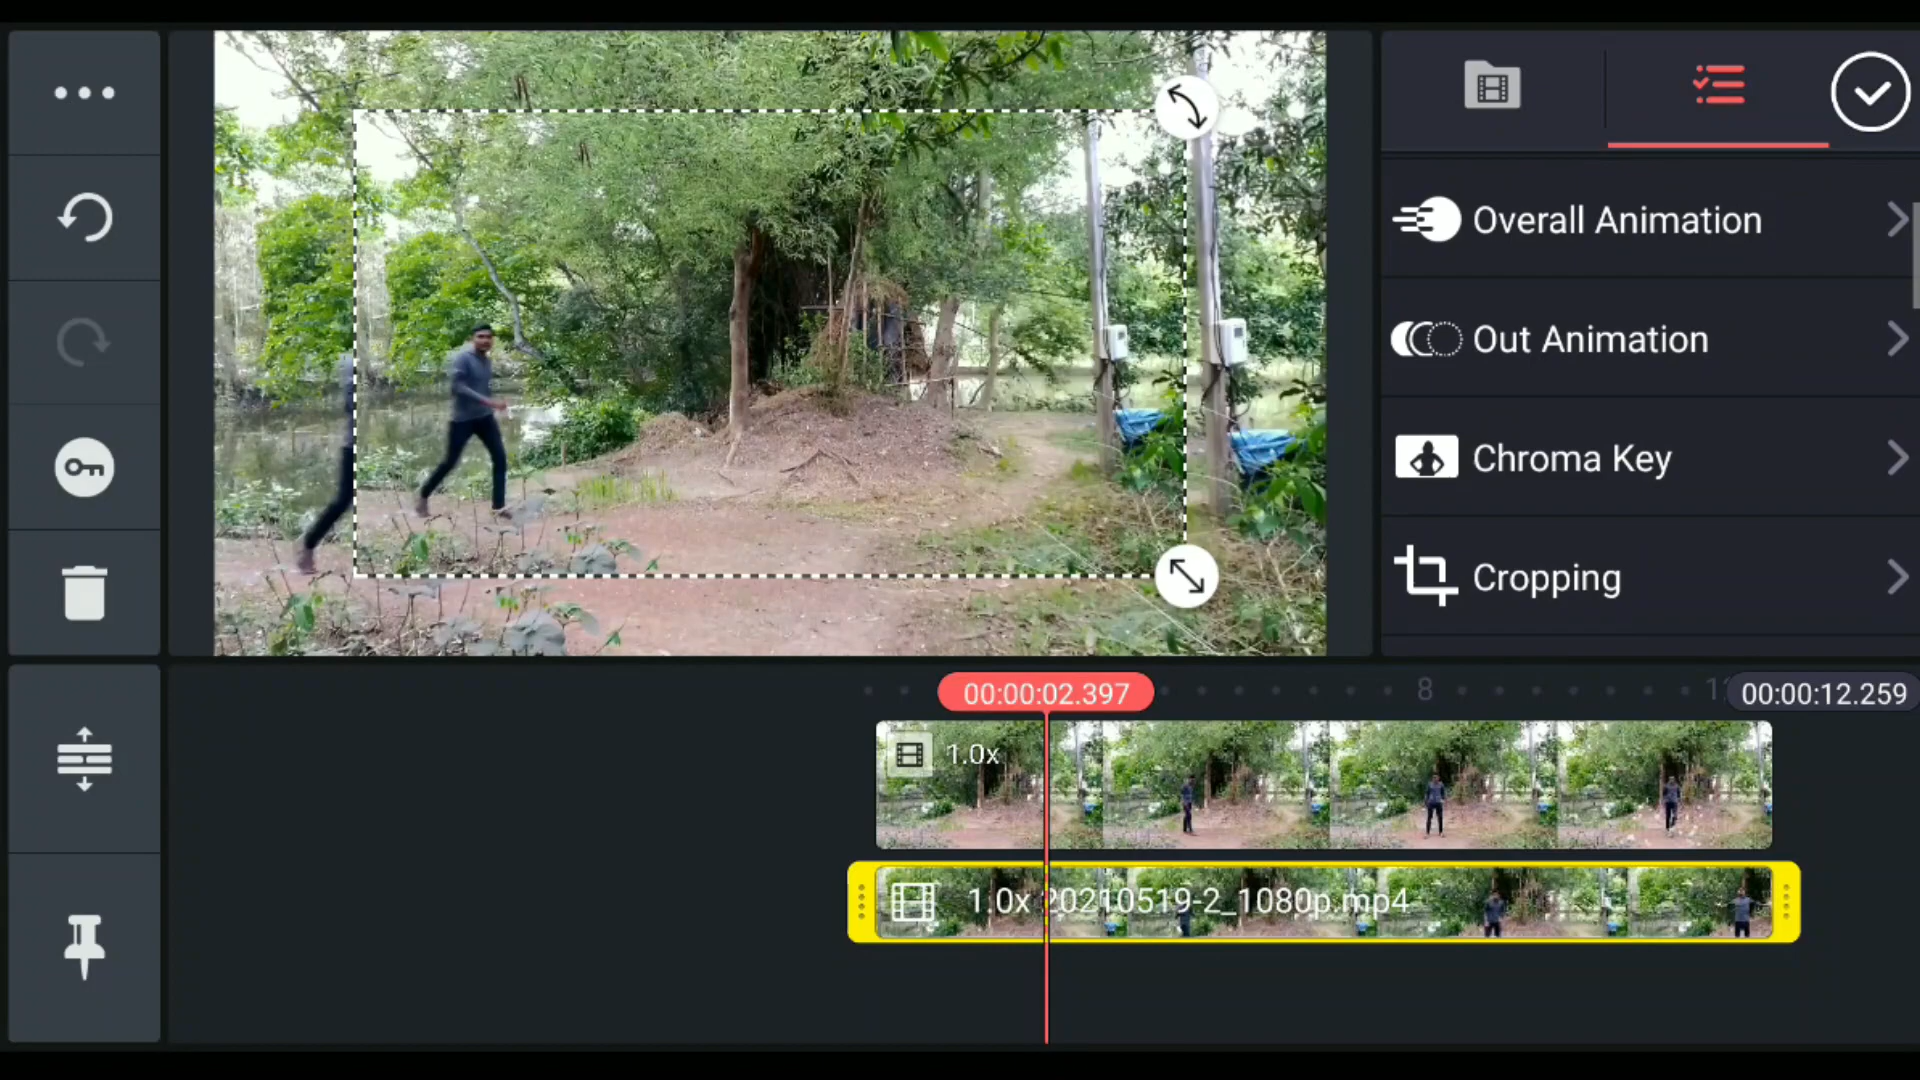 Overall Animation
Out Animation
Chroma Key
Cropping
00:00:02.397
8
00:00:12.259
1.0x
1.0x 20210519-2_1080p.mp4